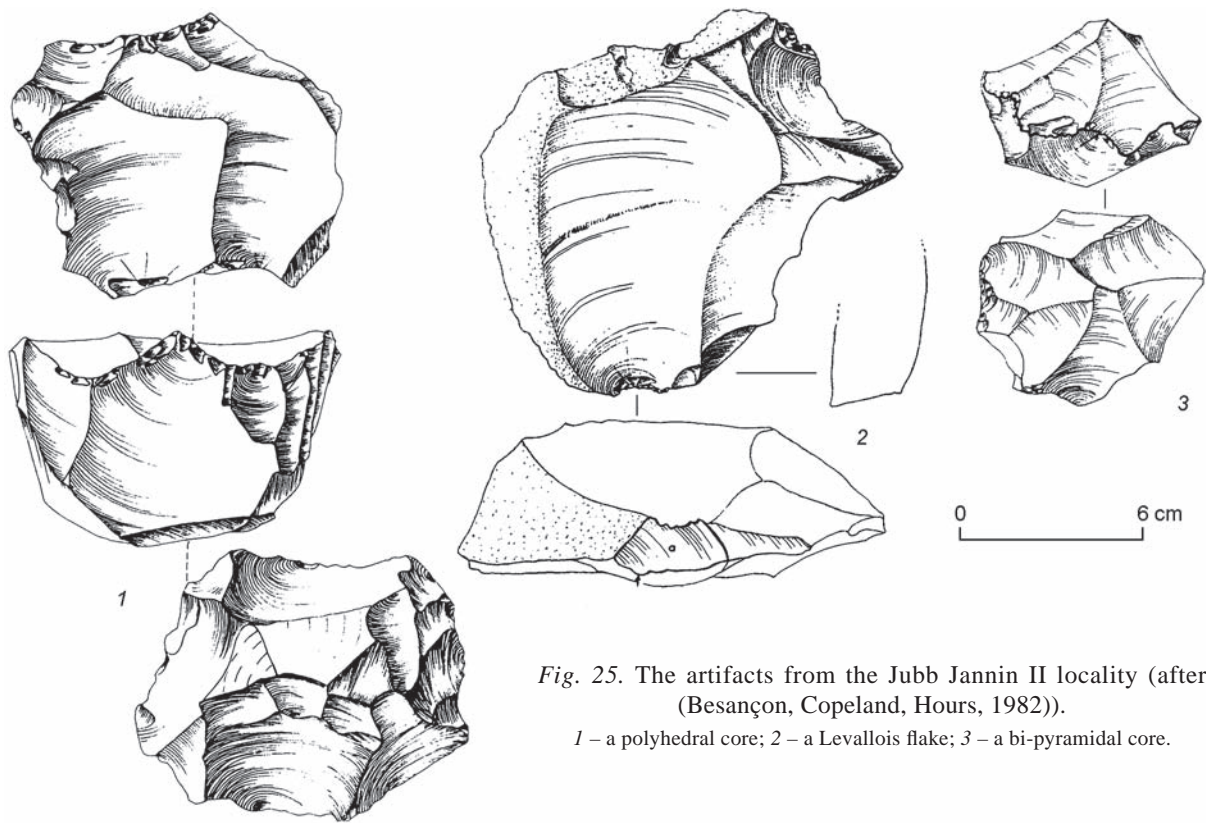 1
2
3
0 6 cm
Fig. 25. The artifacts from the Jubb Jannin II locality (after
(Besançon, Copeland, Hours, 1982)).
1 – a polyhedral core; 2 – a Levallois flake; 3 – a bi-pyramidal core.